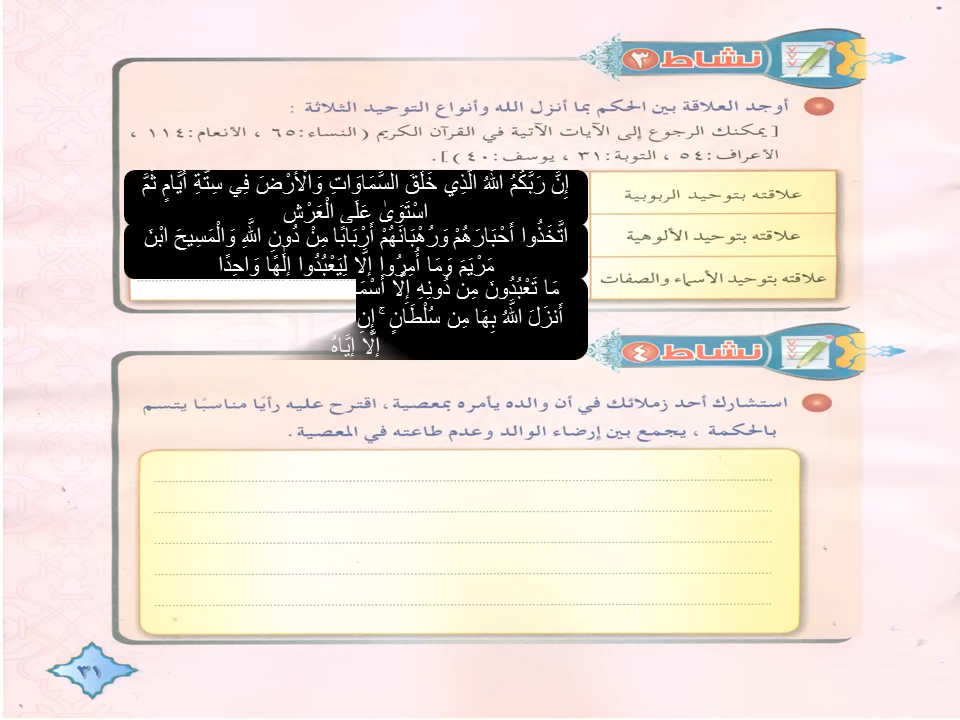 نشاط ٣
أوجد العلاقة بين الحكم بما أنزل الله وأنواع التوحيد الثلاثة :
[يمكنك الرجوع إلى الآيات الآتية في القرآن الكريم (النساء:٦٥ ، الأنعام:١١٤ ،
الأعراف:٥٤ ، التوبة:٣١ ، يوسف:٤٠)].
علاقته بتوحيد الربوبية
إِنَّ رَبَّكُمُ اللَّهُ الَّذِي خَلَقَ السَّمَاوَاتِ وَالْأَرْضَ فِي سِتَّةِ أَيَّامٍ ثُمَّ
اسْتَوَىٰ عَلَى الْعَرْشِ
علاقته بتوحيد الألوهية
اتَّخَذُوا أَحْبَارَهُمْ وَرُهْبَانَهُمْ أَرْبَابًا مِنْ دُونِ اللَّهِ وَالْمَسِيحَ ابْنَ
مَرْيَمَ وَمَا أُمِرُوا إِلَّا لِيَعْبُدُوا إِلَٰهًا وَاحِدًا
علاقته بتوحيد الأسماء والصفات
مَا تَعْبُدُونَ مِن دُونِهِ إِلَّا أَسْمَا
أَنزَلَ اللَّهُ بِهَا مِن سُلْطَانٍ ۚ إِنِ
إِلَّا إِيَّاهُ
نشاط ٤
استشارك أحد زملائك في أن والده يأمره بمعصية، اقترح عليه رأيًا مناسبًا يتسم
بالحكمة ، يجمع بين إرضاء الوالد وعدم طاعته في المعصية.
٣١